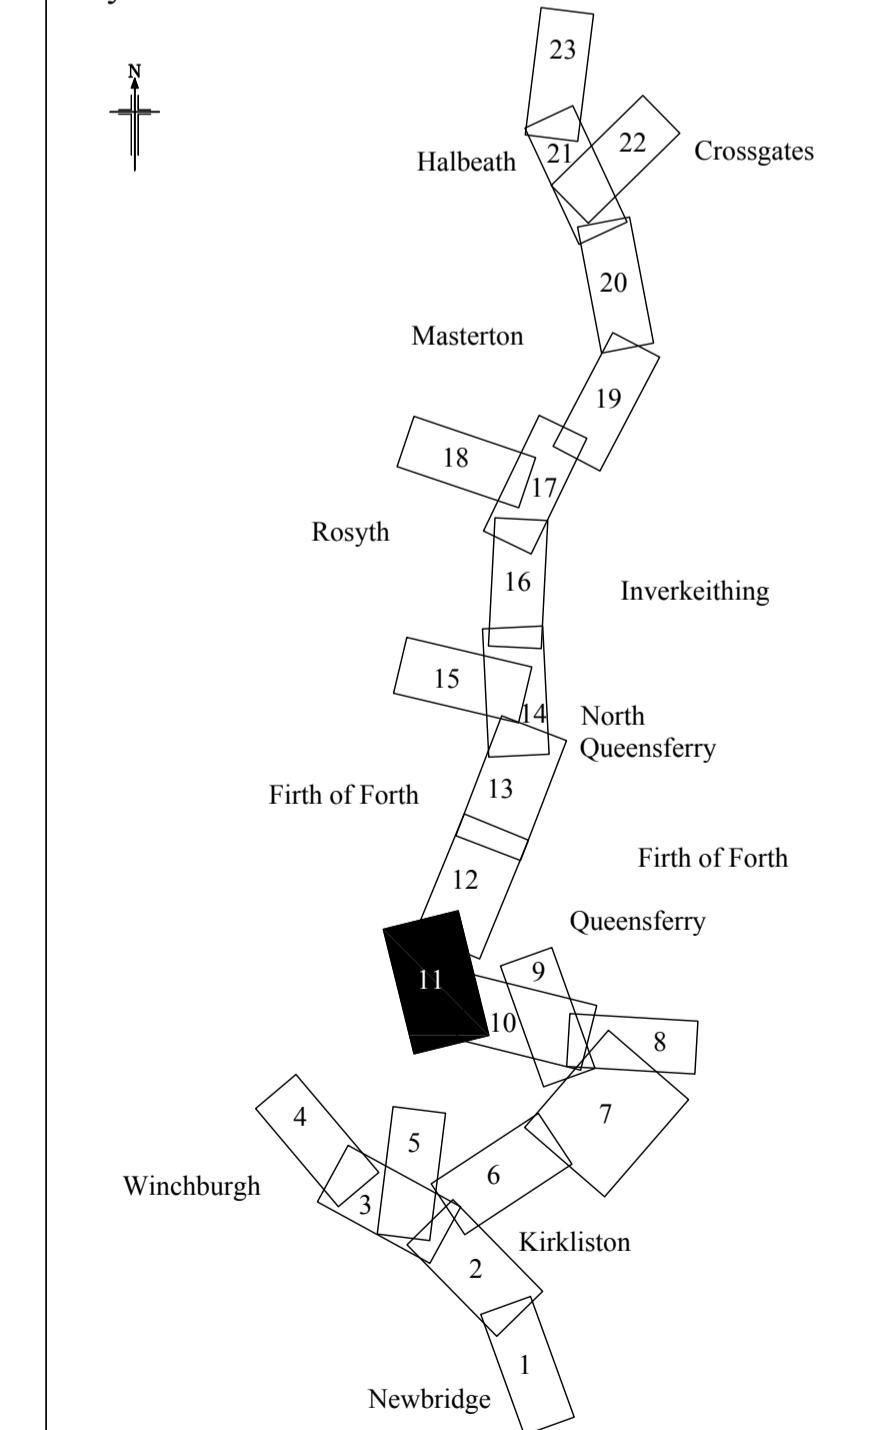 23
N
22
Crossgates
21
Halbeath
20
Masterton
19
18
17
Rosyth
16
Inverkeithing
15
14
North
Queensferry
13
Firth of Forth
Firth of Forth
12
Queensferry
9
11
10
8
7
4
5
6
Winchburgh
3
Kirkliston
2
1
Newbridge